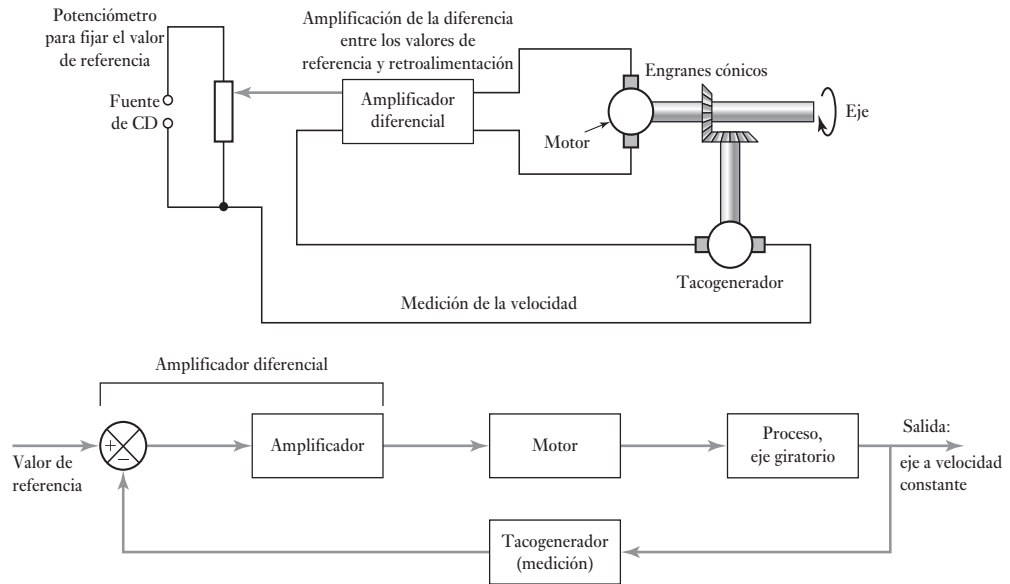 Potenciómetro
para fijar el valor
de referencia
Amplificación de la diferencia
entre los valores de
referencia y retroalimentación
Fuente
de CD
Amplificador
diferencial
Motor
Engranes cónicos
Eje
Tacogenerador
Medición de la velocidad
Amplificador diferencial
+
−
Valor de
referencia
Amplificador
Motor
Proceso,
eje giratorio
Salida:
eje a velocidad
constante
Tacogenerador
(medición)